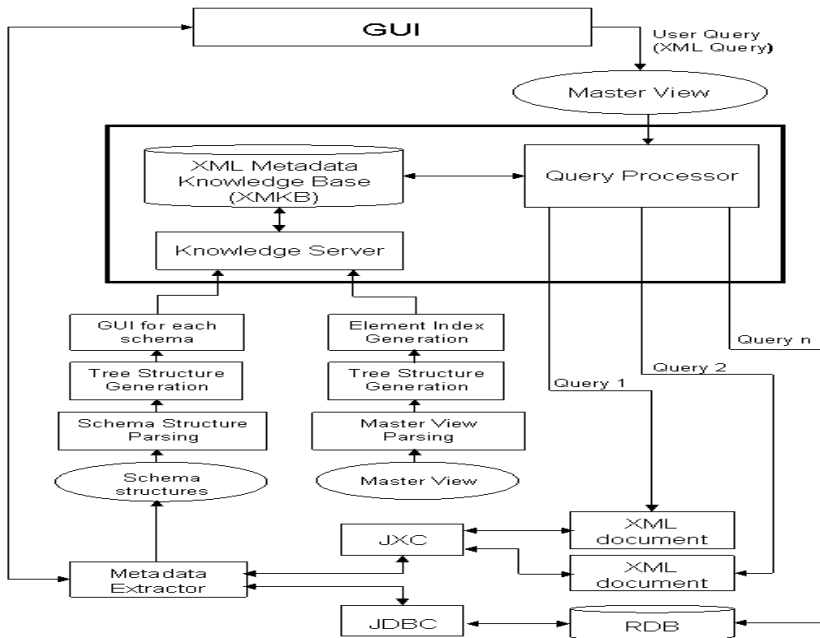 GUI
User Query
(XML Query)
Master View
XML Metadata
Knowledge Base
(XMKB)
Query Processor
Knowledge Server
GUI for each
schema
Element Index
Generation
Query n
Tree Structure
Generation
Tree Structure
Generation
Query 1
Query 2
Schema Structure
Parsing
Master View
Parsing
Schema
structures
Master View
JXC
XML
document
XML
document
Metadata
Extractor
JDBC
RDB